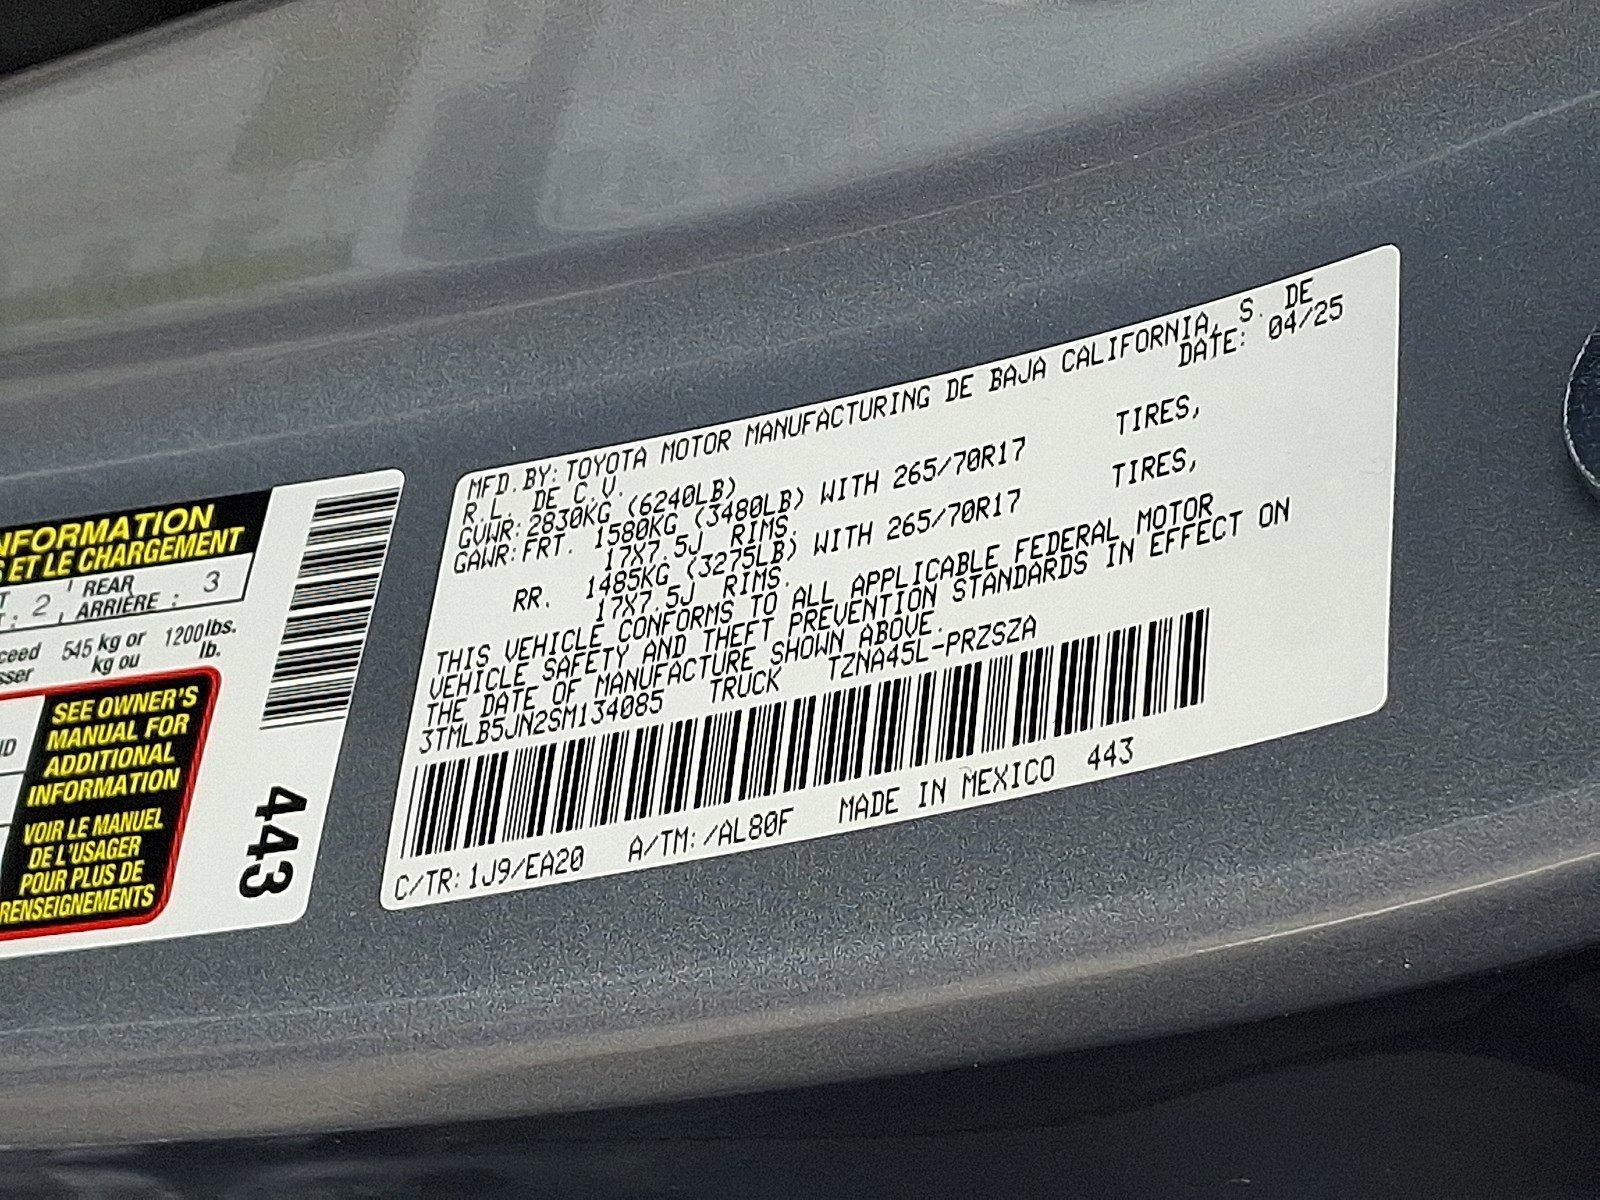 NFORMATION
S ET LE CHARGEMENT
T : 2 , REAR ARRIÈRE : 3
ceed 545 kg or 1200 lbs.
sser kg ou lb.
SEE OWNER'S
MANUAL FOR
ADDITIONAL
INFORMATION
VOIR LE MANUEL
DE L'USAGER
POUR PLUS DE
RENSEIGNEMENTS
443
MFD. BY: TOYOTA MOTOR MANUFACTURING DE BAJA CALIFORNIA, S. DE
R.L. DE C.V. DATE: 04/25
GVWR: 2830KG (6240LB)
GAWR: FRT. 1580KG (3480LB) WITH 265/70R17 TIRES,
17X7.5J RIMS.
RR. 1485KG (3275LB) WITH 265/70R17 TIRES,
17X7.5J RIMS.
THIS VEHICLE CONFORMS TO ALL APPLICABLE FEDERAL MOTOR
VEHICLE SAFETY AND THEFT PREVENTION STANDARDS IN EFFECT ON
THE DATE OF MANUFACTURE SHOWN ABOVE.
3TMLB5JN2SM134085 TRUCK TZNA45L-PRZSZA
C/TR: 1J9/EA20 A/TM: /AL80F MADE IN MEXICO 443